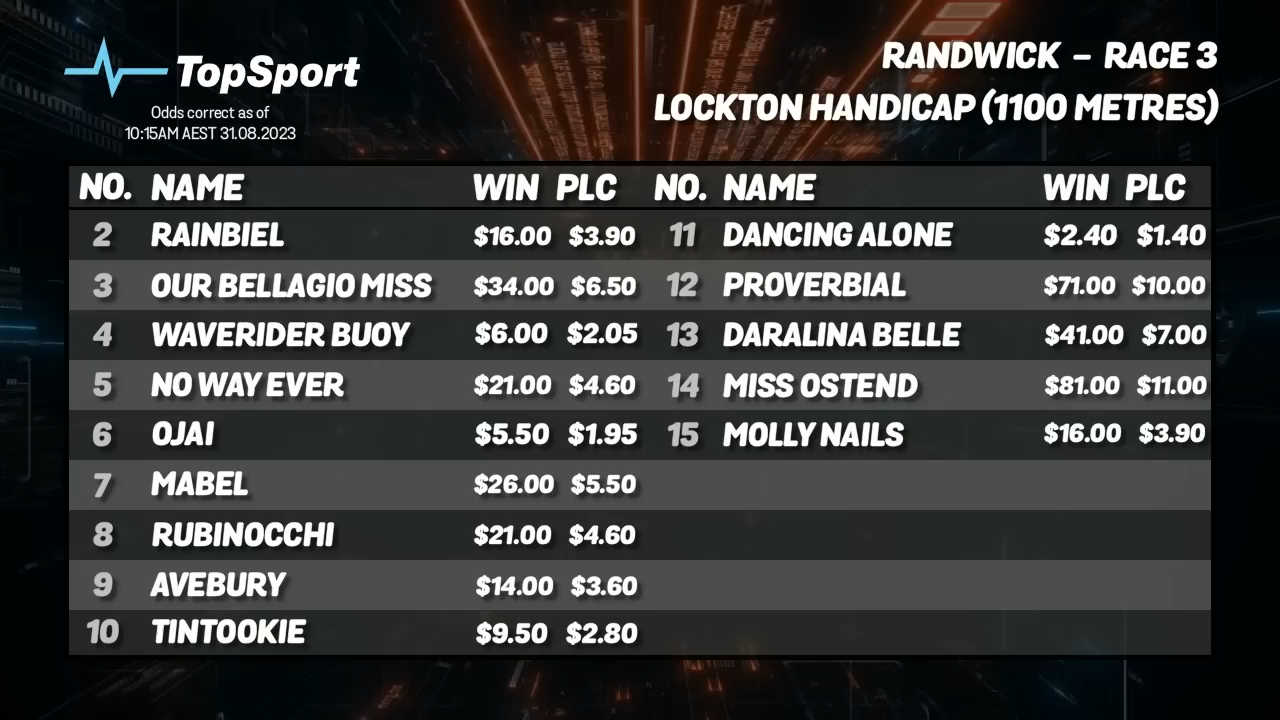 TopSport
Odds correct as of
10:15AM AEST 31.08.2023
RANDWICK – RACE 3
LOCKTON HANDICAP (1100 METRES)
NO. NAME WIN PLC NO. NAME WIN PLC
2 RAINBIEL $16.00 $3.90 11 DANCING ALONE $2.40 $1.40
3 OUR BELLAGIO MISS $34.00 $6.50 12 PROVERBIAL $71.00 $10.00
4 WAVERIDER BUOY $6.00 $2.05 13 DARALINA BELLE $41.00 $7.00
5 NO WAY EVER $21.00 $4.60 14 MISS OSTEND $81.00 $11.00
6 OJAI $5.50 $1.95 15 MOLLY NAILS $16.00 $3.90
7 MABEL $26.00 $5.50
8 RUBINOCCHI $21.00 $4.60
9 AVEBURY $14.00 $3.60
10 TINTOOKIE $9.50 $2.80